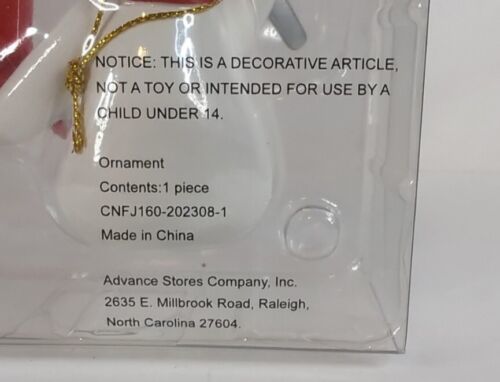 NOTICE: THIS IS A DECORATIVE ARTICLE,
NOT A TOY OR INTENDED FOR USE BY A
CHILD UNDER 14.
Ornament
Contents:1 piece
CNFJ160-202308-1
Made in China
Advance Stores Company, Inc.
2635 E. Millbrook Road, Raleigh,
North Carolina 27604.